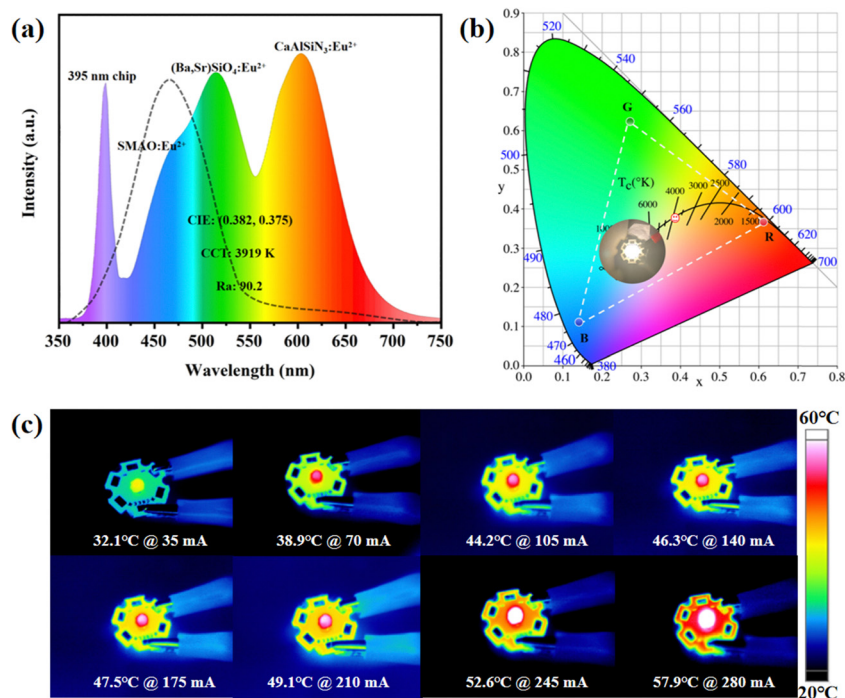 (a)
395 nm chip
SMAO:Eu²⁺
(Ba,Sr)SiO₄:Eu²⁺
CaAlSiN₃:Eu²⁺
CIE: (0.382, 0.375)
CCT: 3919 K
Ra: 90.2
Intensity (a.u.)
350 400 450 500 550 600 650 700 750
Wavelength (nm)
(b)
0.9
0.8
0.7
0.6
0.5
0.4
0.3
0.2
0.1
0.0
y
0.0 0.1 0.2 0.3 0.4 0.5 0.6 0.7 0.8
x
520
540
560
580
600
620
700
500
490
480
470
460
380
G
T_C(°K)
6000
4000
3000
2500
2000
1500
R
B
(c)
32.1°C @ 35 mA
38.9°C @ 70 mA
44.2°C @ 105 mA
46.3°C @ 140 mA
47.5°C @ 175 mA
49.1°C @ 210 mA
52.6°C @ 245 mA
57.9°C @ 280 mA
60°C
20°C